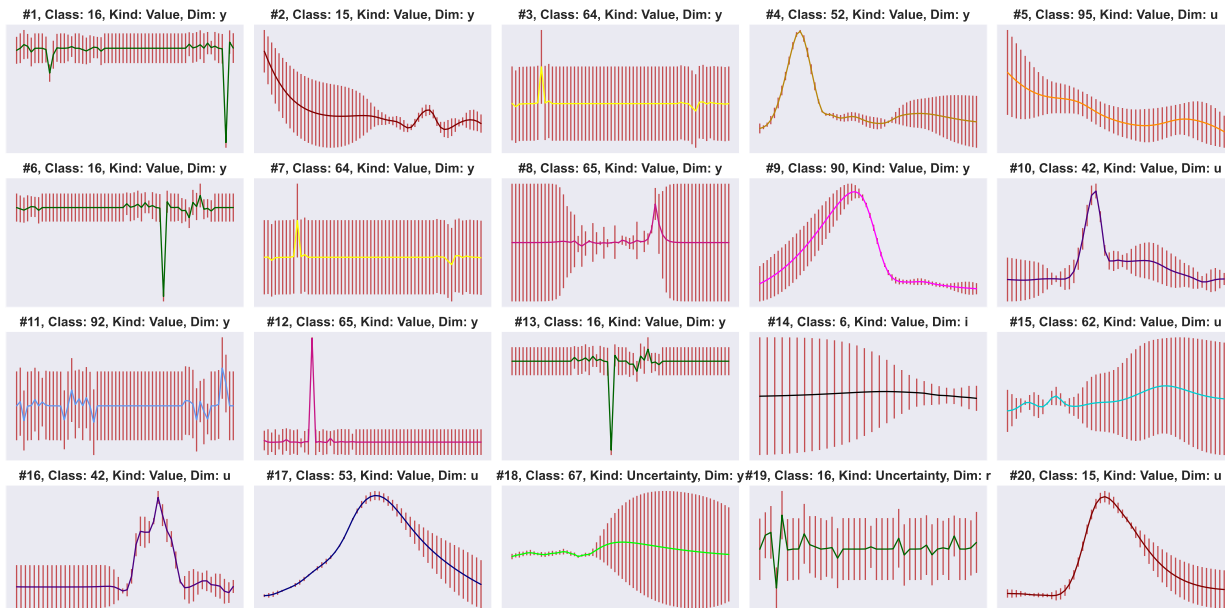 #1, Class: 16, Kind: Value, Dim: y
#2, Class: 15, Kind: Value, Dim: y
#3, Class: 64, Kind: Value, Dim: y
#4, Class: 52, Kind: Value, Dim: y
#5, Class: 95, Kind: Value, Dim: u
#6, Class: 16, Kind: Value, Dim: y
#7, Class: 64, Kind: Value, Dim: y
#8, Class: 65, Kind: Value, Dim: y
#9, Class: 90, Kind: Value, Dim: y
#10, Class: 42, Kind: Value, Dim: u
#11, Class: 92, Kind: Value, Dim: y
#12, Class: 65, Kind: Value, Dim: y
#13, Class: 16, Kind: Value, Dim: y
#14, Class: 6, Kind: Value, Dim: i
#15, Class: 62, Kind: Value, Dim: u
#16, Class: 42, Kind: Value, Dim: u
#17, Class: 53, Kind: Value, Dim: u
#18, Class: 67, Kind: Uncertainty, Dim: y
#19, Class: 16, Kind: Uncertainty, Dim: r
#20, Class: 15, Kind: Value, Dim: u